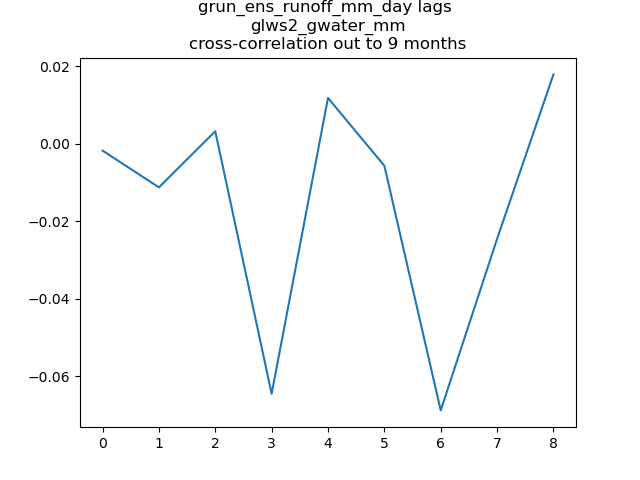 grun_ens_runoff_mm_day lags
glws2_gwater_mm
cross-correlation out to 9 months
0.02
0.00
−0.02
−0.04
−0.06
0 1 2 3 4 5 6 7 8